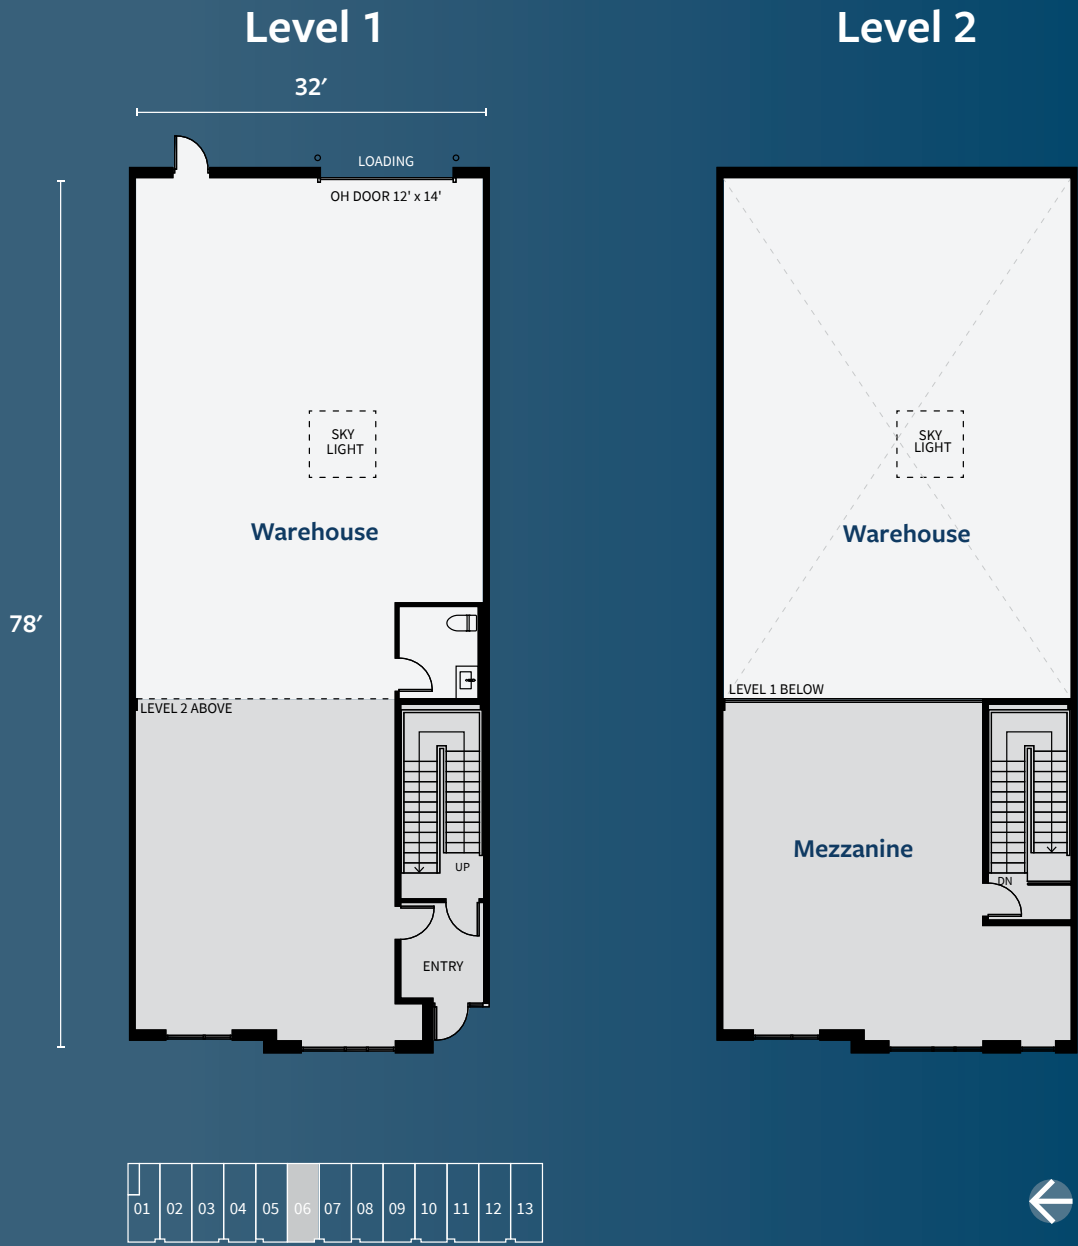 Level 1
32′
LOADING
OH DOOR 12' x 14'
SKY
LIGHT
Warehouse
78′
LEVEL 2 ABOVE
UP
ENTRY
Level 2
SKY
LIGHT
Warehouse
LEVEL 1 BELOW
Mezzanine
DN
01 02 03 04 05 06 07 08 09 10 11 12 13